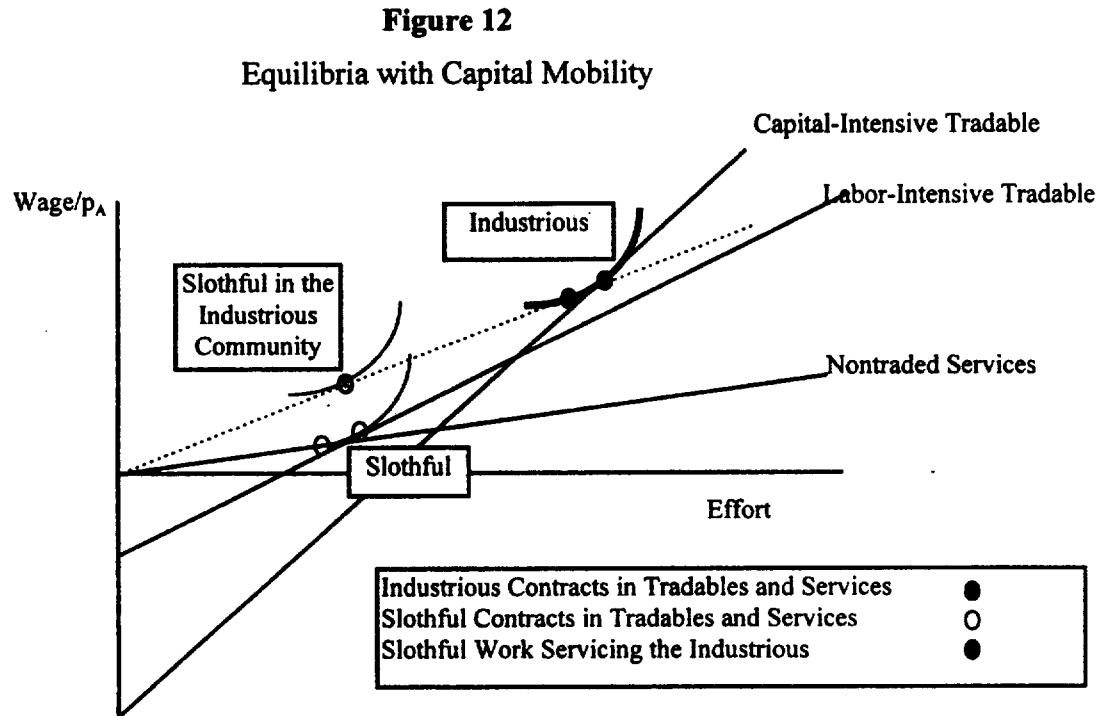 Figure 12
Equilibria with Capital Mobility
Capital-Intensive Tradable
Wage/pA
Labor-Intensive Tradable
Industrious
Slothful in the
Industrious
Community
Nontraded Services
Slothful
Effort
Industrious Contracts in Tradables and Services
Slothful Contracts in Tradables and Services
Slothful Work Servicing the Industrious